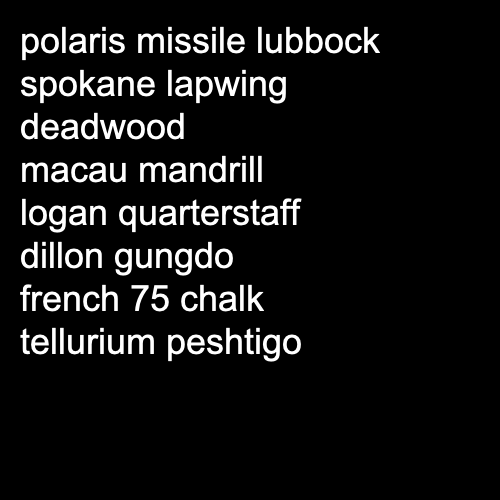 polaris missile lubbock
spokane lapwing
deadwood
macau mandrill
logan quarterstaff
dillon gungdo
french 75 chalk
tellurium peshtigo